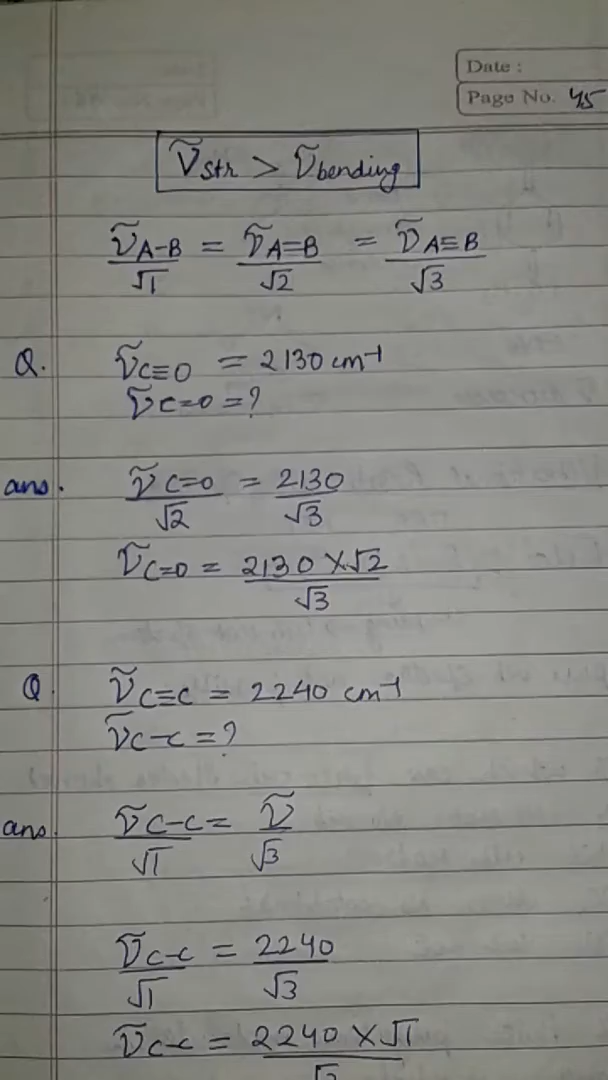 Date :
Page No. 45
ṽstr > ṽbending
ṽA-B/√1 = ṽA=B/√2 = ṽA≡B/√3
Q. ṽC≡O = 2130 cm⁻¹
ṽC=O = ?
ans. ṽC=O/√2 = 2130/√3
ṽC=O = 2130 X √2/√3
Q ṽC≡C = 2240 cm⁻¹
ṽC-C = ?
ans. ṽC-C/√1 = ṽ/√3
ṽC-C/√1 = 2240/√3
ṽC-C = 2240 X √1